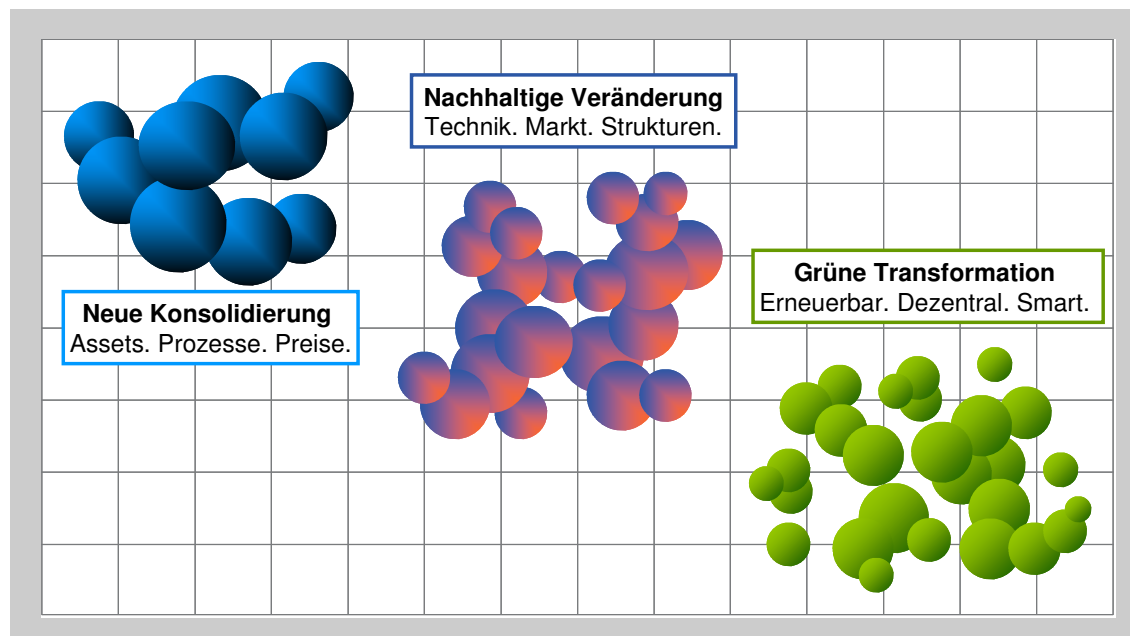 Nachhaltige Veränderung
Technik. Markt. Strukturen.
Grüne Transformation
Erneuerbar. Dezentral. Smart.
Neue Konsolidierung
Assets. Prozesse. Preise.